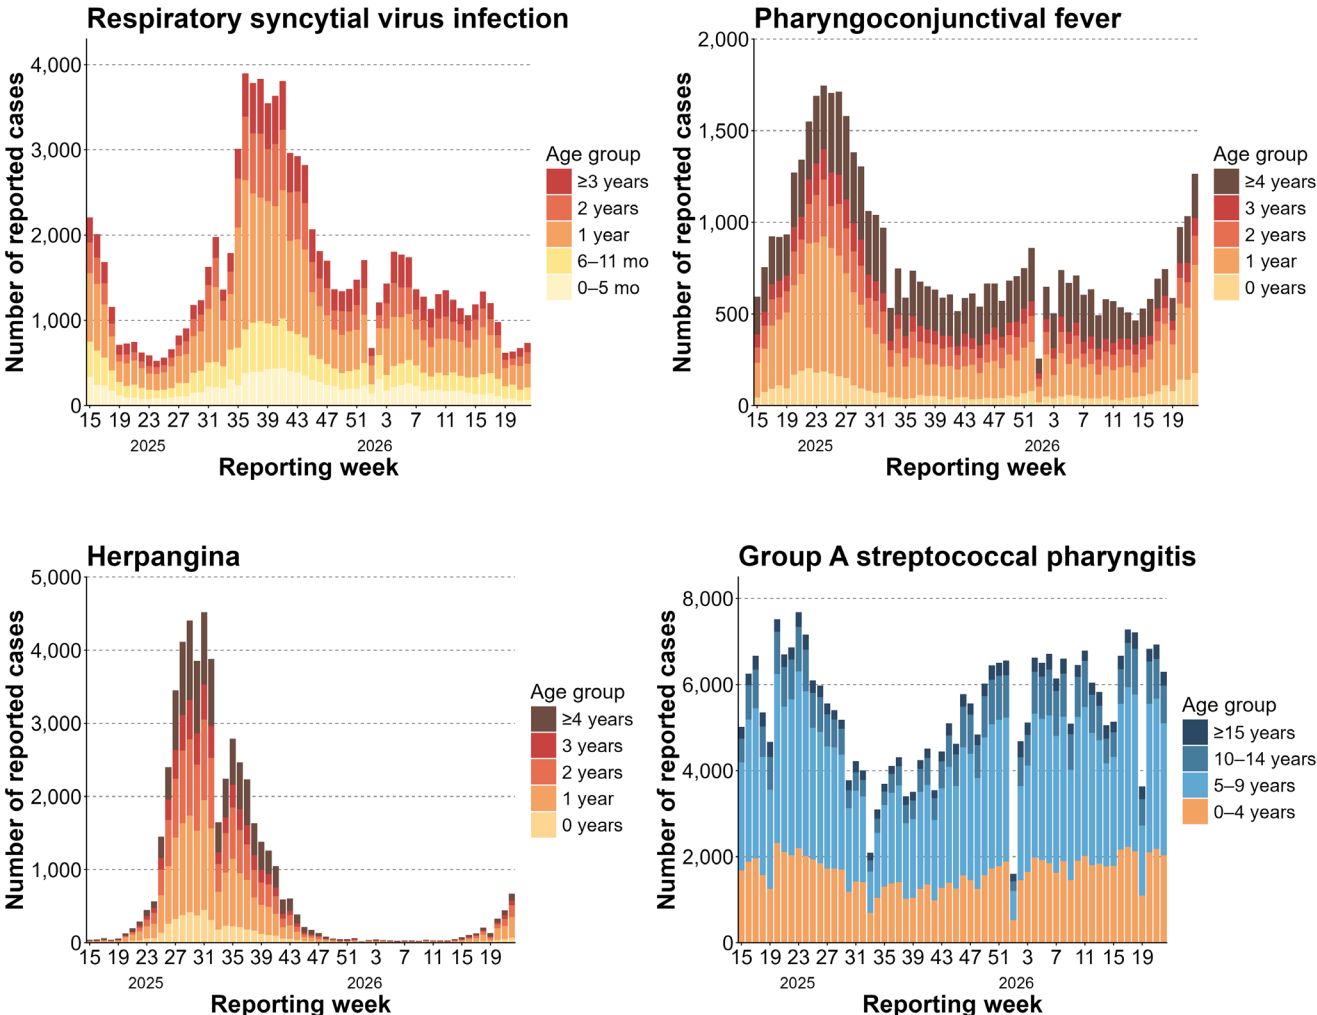 Respiratory syncytial virus infection
Number of reported cases
4,000
3,000
2,000
1,000
0
15 19 23 27 31 35 39 43 47 51 3 7 11 15 19
2025 2026
Reporting week
Age group
≥3 years
2 years
1 year
6–11 mo
0–5 mo
Pharyngoconjunctival fever
Number of reported cases
2,000
1,500
1,000
500
0
15 19 23 27 31 35 39 43 47 51 3 7 11 15 19
2025 2026
Reporting week
Age group
≥4 years
3 years
2 years
1 year
0 years
Herpangina
Number of reported cases
5,000
4,000
3,000
2,000
1,000
0
15 19 23 27 31 35 39 43 47 51 3 7 11 15 19
2025 2026
Reporting week
Age group
≥4 years
3 years
2 years
1 year
0 years
Group A streptococcal pharyngitis
Number of reported cases
8,000
6,000
4,000
2,000
0
15 19 23 27 31 35 39 43 47 51 3 7 11 15 19
2025 2026
Reporting week
Age group
≥15 years
10–14 years
5–9 years
0–4 years